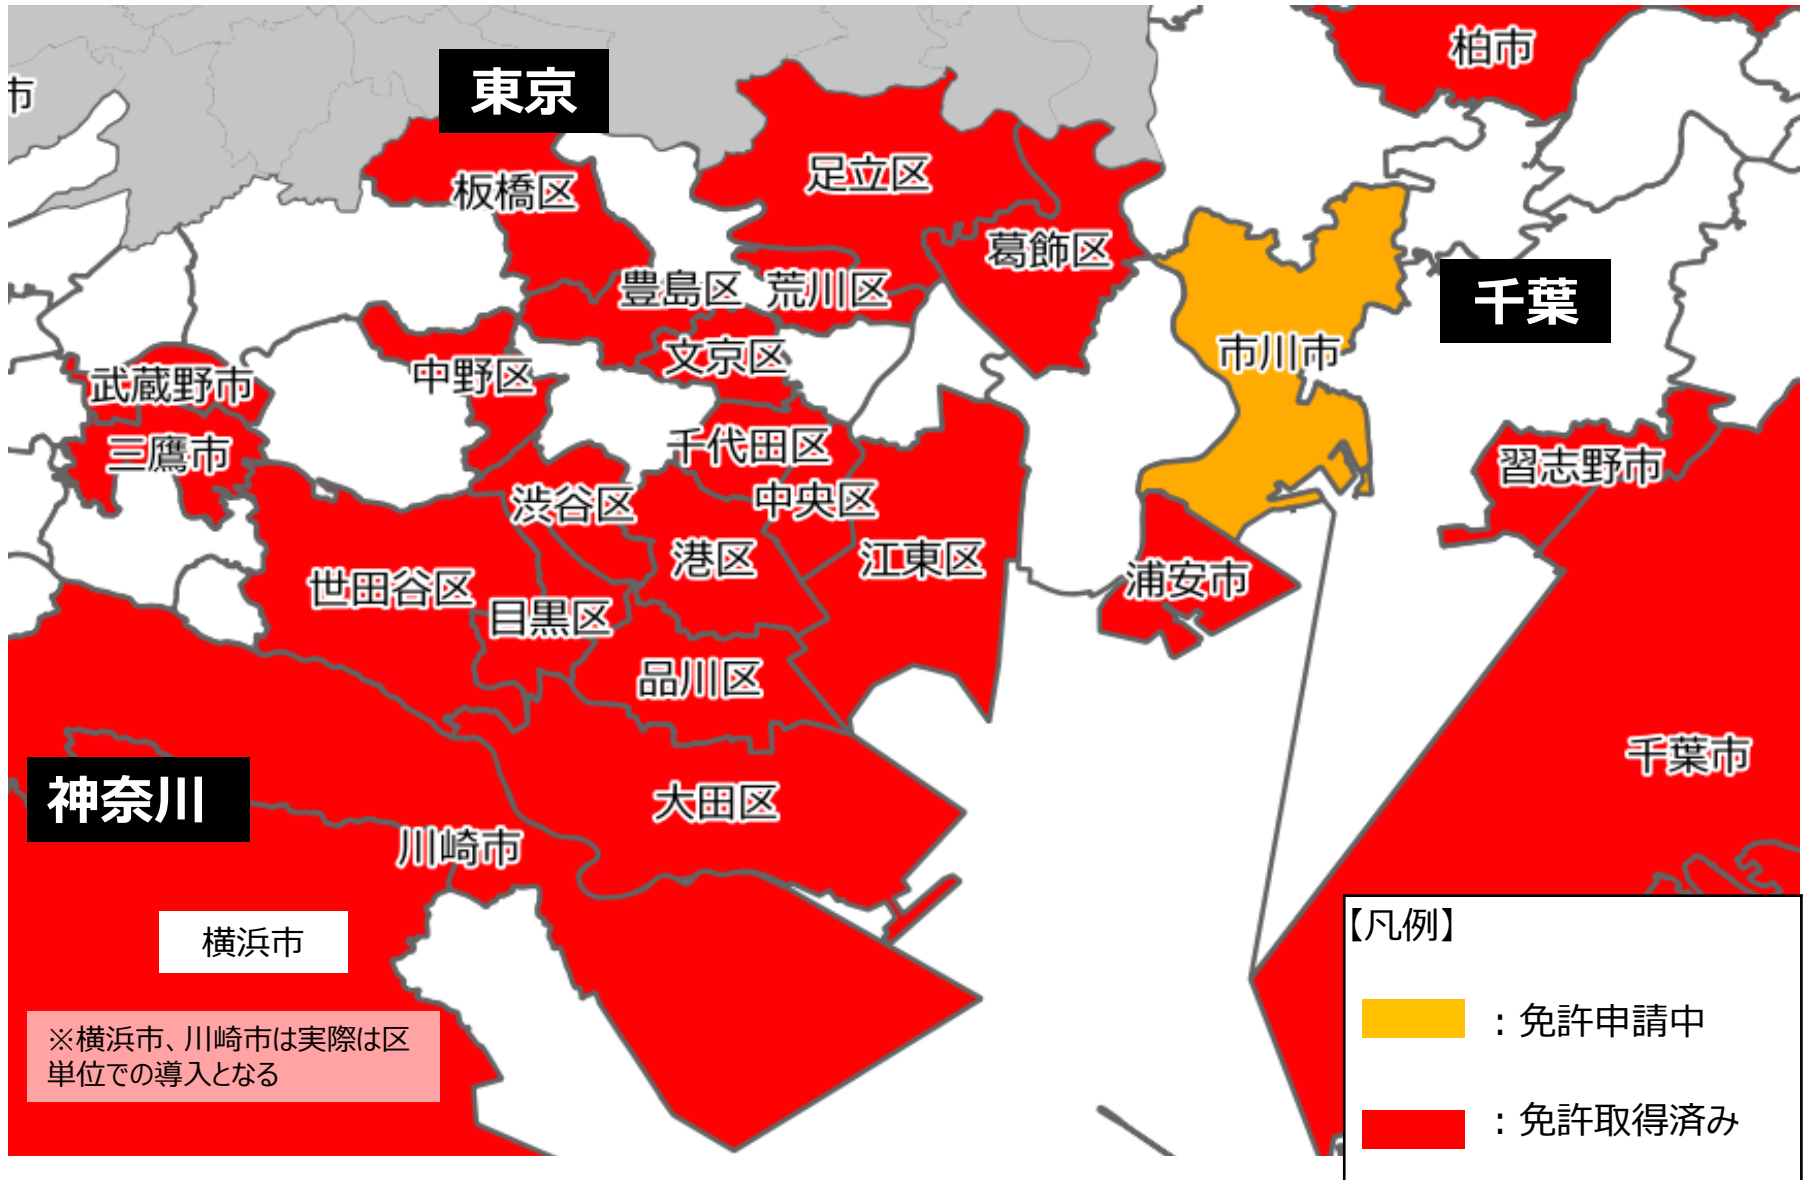 柏市
東京
市
足立区
板橋区
葛飾区
豊島区
荒川区
千葉
市川市
文京区
中野区
武蔵野市
千代田区
三鷹市
習志野市
中央区
渋谷区
港区
江東区
浦安市
世田谷区
目黒区
品川区
千葉市
神奈川
大田区
川崎市
横浜市
※横浜市、川崎市は実際は区
単位での導入となる
【凡例】
：免許申請中
：免許取得済み